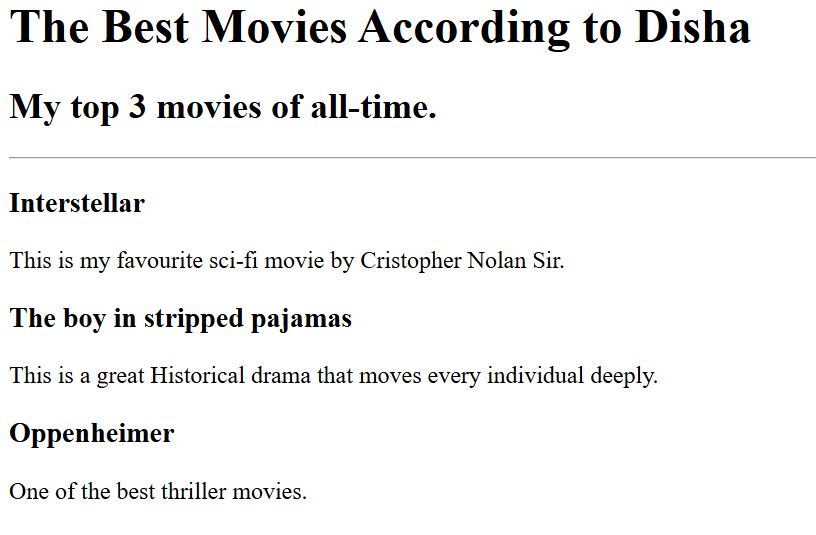 The Best Movies According to Disha
My top 3 movies of all-time.
Interstellar
This is my favourite sci-fi movie by Cristopher Nolan Sir.
The boy in stripped pajamas
This is a great Historical drama that moves every individual deeply.
Oppenheimer
One of the best thriller movies.